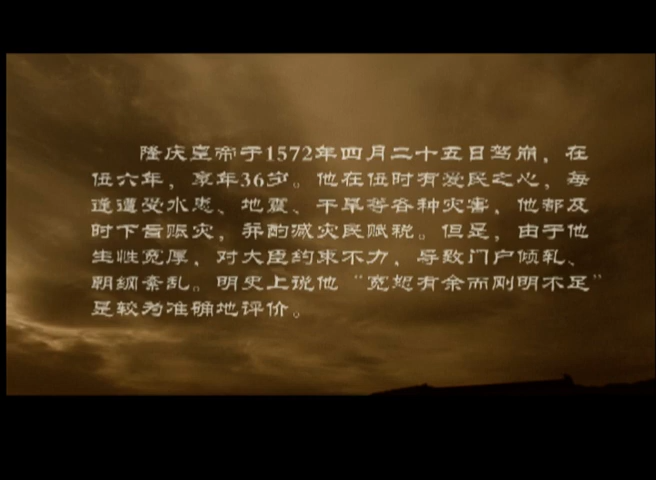 隆庆皇帝于1572年四月二十五日驾崩，在
位六年，享年36岁。他在位时有爱民之心，每
逢遭受水患、地震、干旱等各种灾害，他都及
时下旨赈灾，并酌减灾民赋税。但是，由于他
生性宽厚，对大臣约束不力，导致门户倾轧、
朝纲紊乱。明史上说他“宽恕有余而刚明不足”
是较为准确地评价。